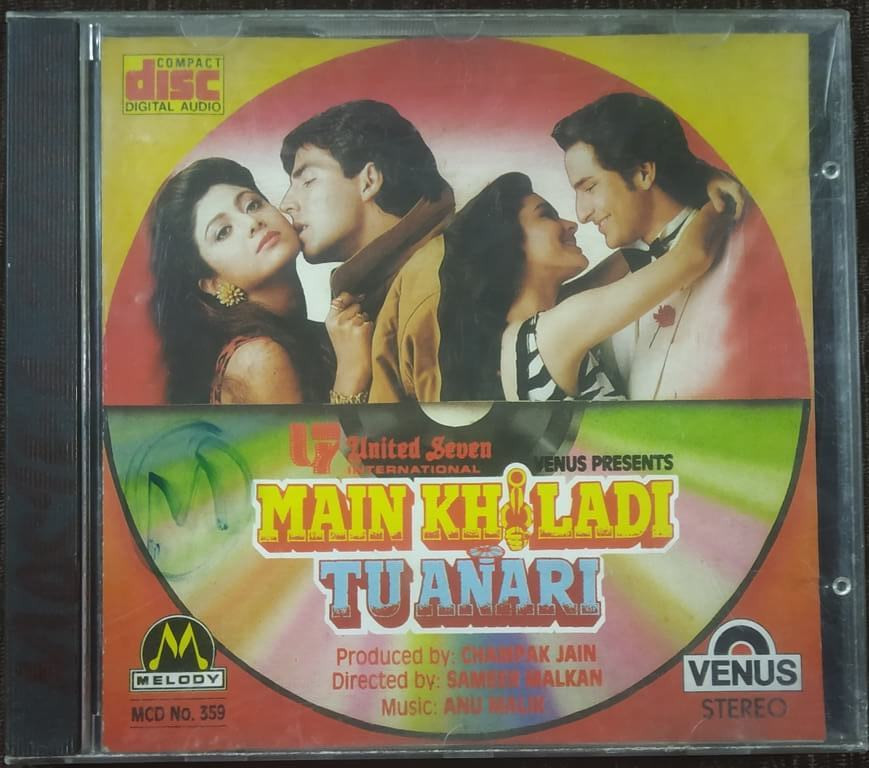 COMPACT
disc
DIGITAL AUDIO
U7 United Seven
INTERNATIONAL
VENUS PRESENTS
MAIN KHILADI
TU ANARI
Produced by: CHAMPAK JAIN
Directed by: SAMEER MALKAN
Music: ANU MALIK
M
MELODY
MCD No. 359
VENUS
STEREO
M